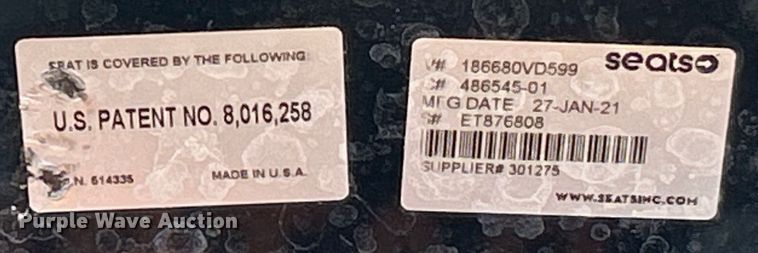 SEAT IS COVERED BY THE FOLLOWING:
U.S. PATENT NO. 8,016,258
.N. 614335 MADE IN U.S.A.
seats
# 186680VD599
C# 486545-01
MFG DATE 27-JAN-21
# ET876808
SUPPLIER# 301275
WWW.SEATSINC.COM
Purple Wave Auction